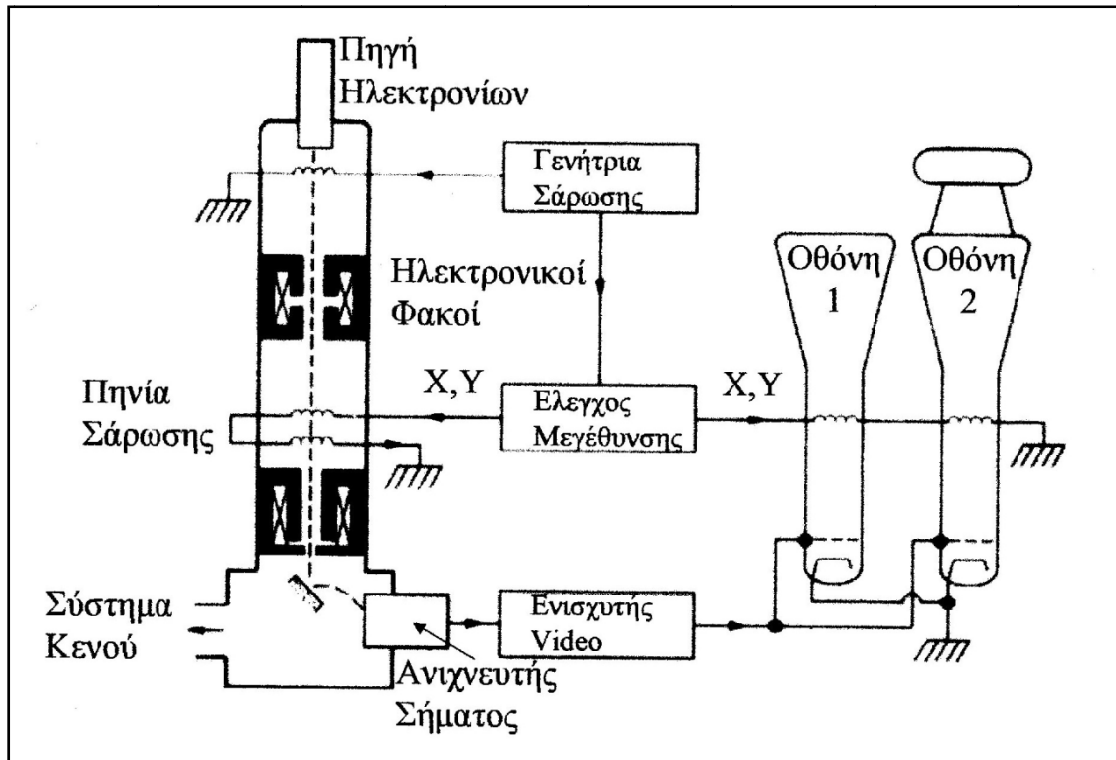 Πηγή
Ηλεκτρονίων
Γενήτρια
Σάρωσης
Οθόνη
1
Οθόνη
2
Ηλεκτρονικοί
Φακοί
Πηνία
Σάρωσης
X,Y
Ελεγχος
Μεγέθυνσης
X,Y
Σύστημα
Κενού
Ενισχυτής
Video
Ανιχνευτής
Σήματος